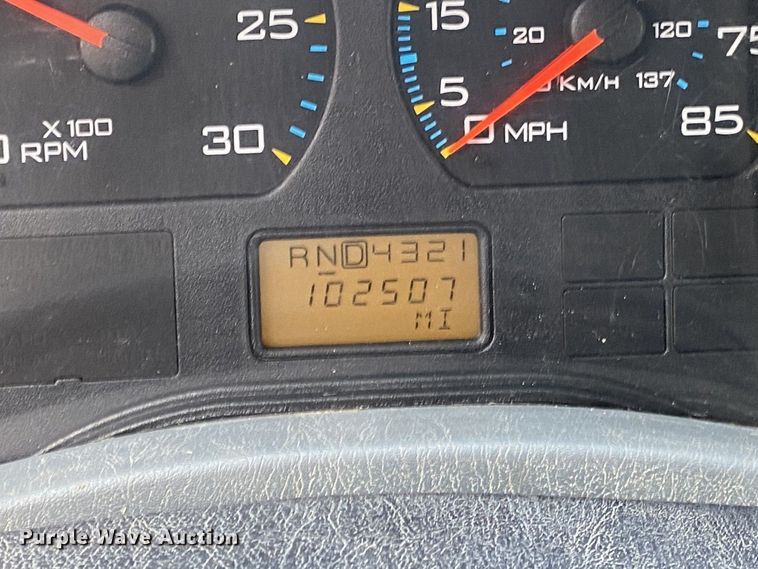 25
30
X100
RPM
15
5
0 MPH
20
120
KM/H 137
75
85
RND4321
102507
MI
Purple Wave Auction